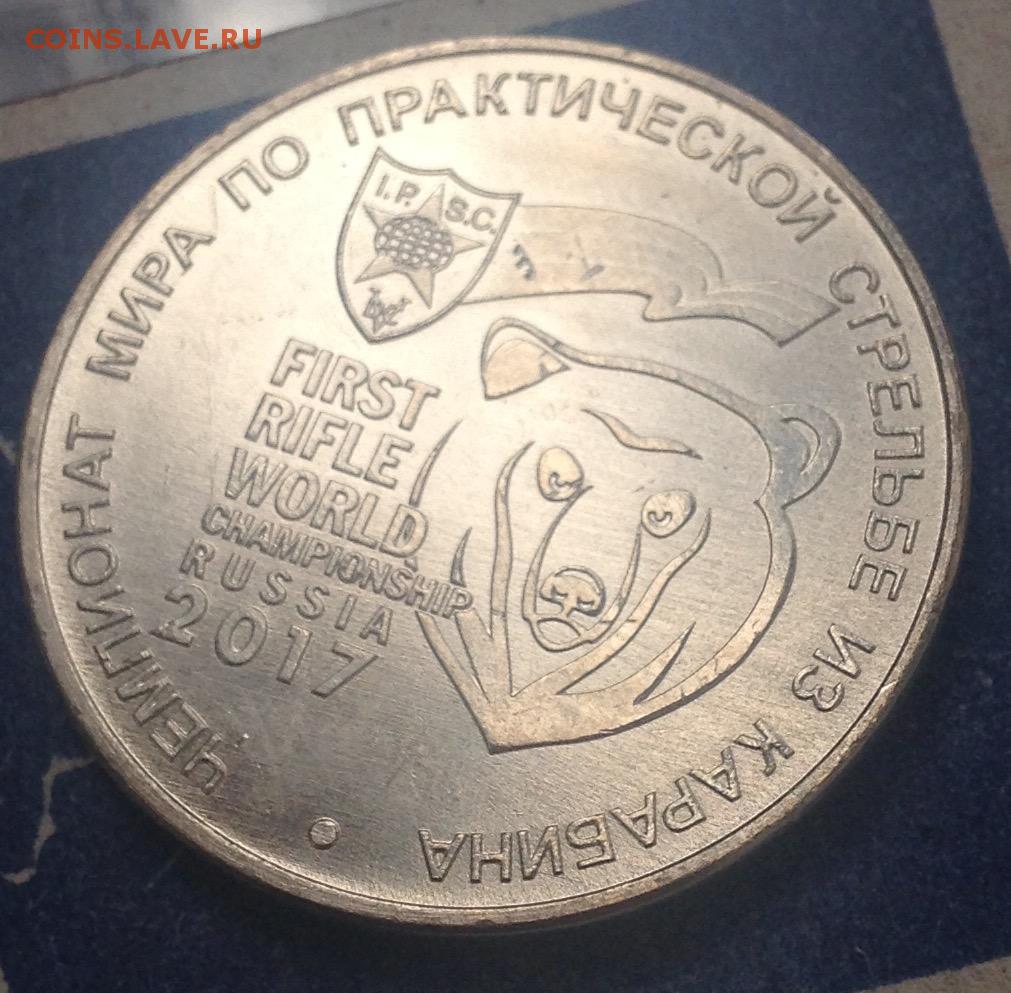 COINS.LAVE.RU
ЧЕМПИОНАТ МИРА ПО ПРАКТИЧЕСКОЙ СТРЕЛЬБЕ ИЗ КАРАБИНА
I.P.S.C.
FIRST
RIFLE
WORLD
CHAMPIONSHIP
RUSSIA
2017